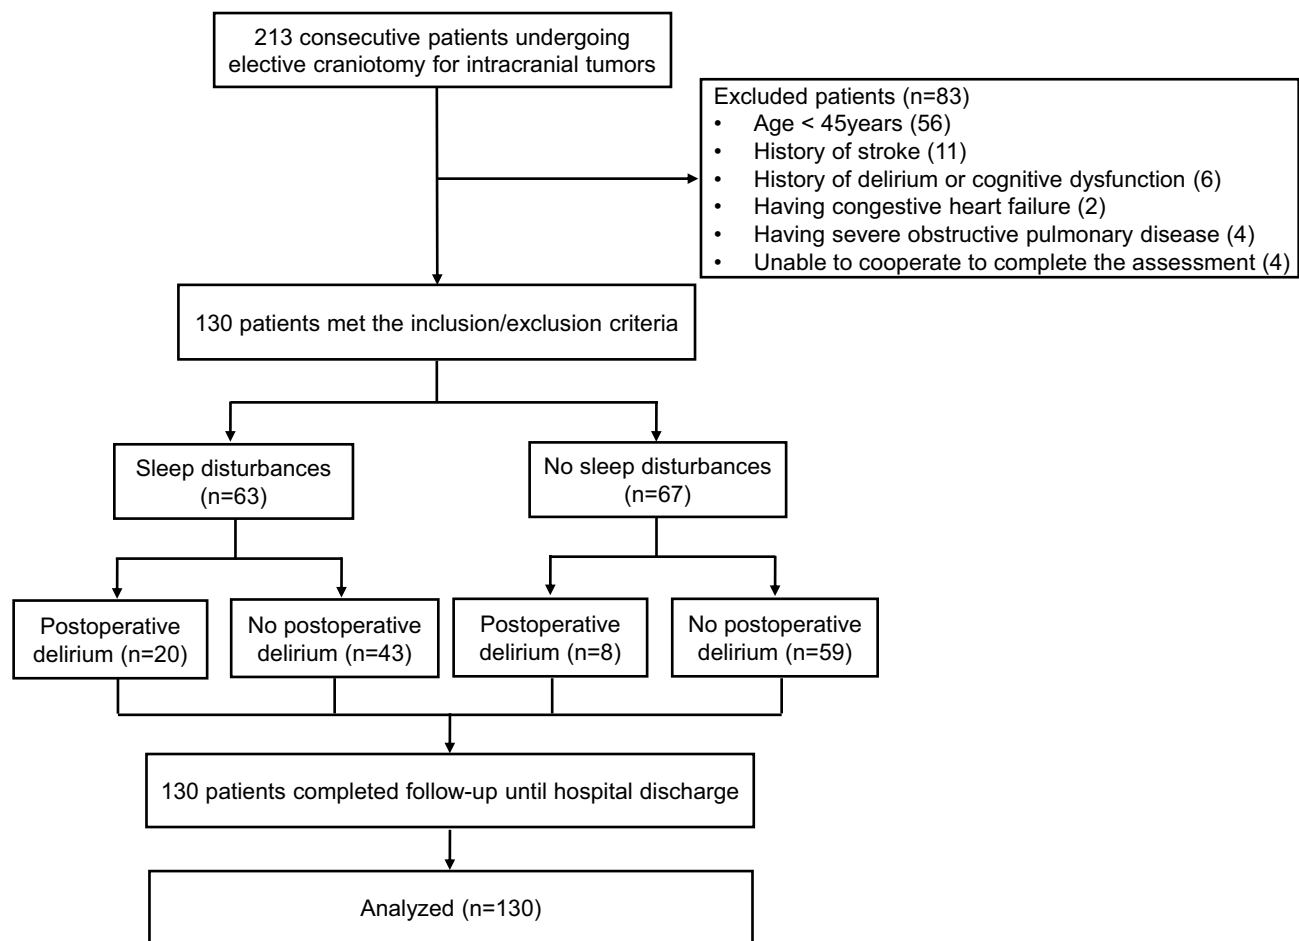 213 consecutive patients undergoing
elective craniotomy for intracranial tumors
Excluded patients (n=83)
• Age < 45years (56)
• History of stroke (11)
• History of delirium or cognitive dysfunction (6)
• Having congestive heart failure (2)
• Having severe obstructive pulmonary disease (4)
• Unable to cooperate to complete the assessment (4)
130 patients met the inclusion/exclusion criteria
Sleep disturbances
(n=63)
No sleep disturbances
(n=67)
Postoperative
delirium (n=20)
No postoperative
delirium (n=43)
Postoperative
delirium (n=8)
No postoperative
delirium (n=59)
130 patients completed follow-up until hospital discharge
Analyzed (n=130)